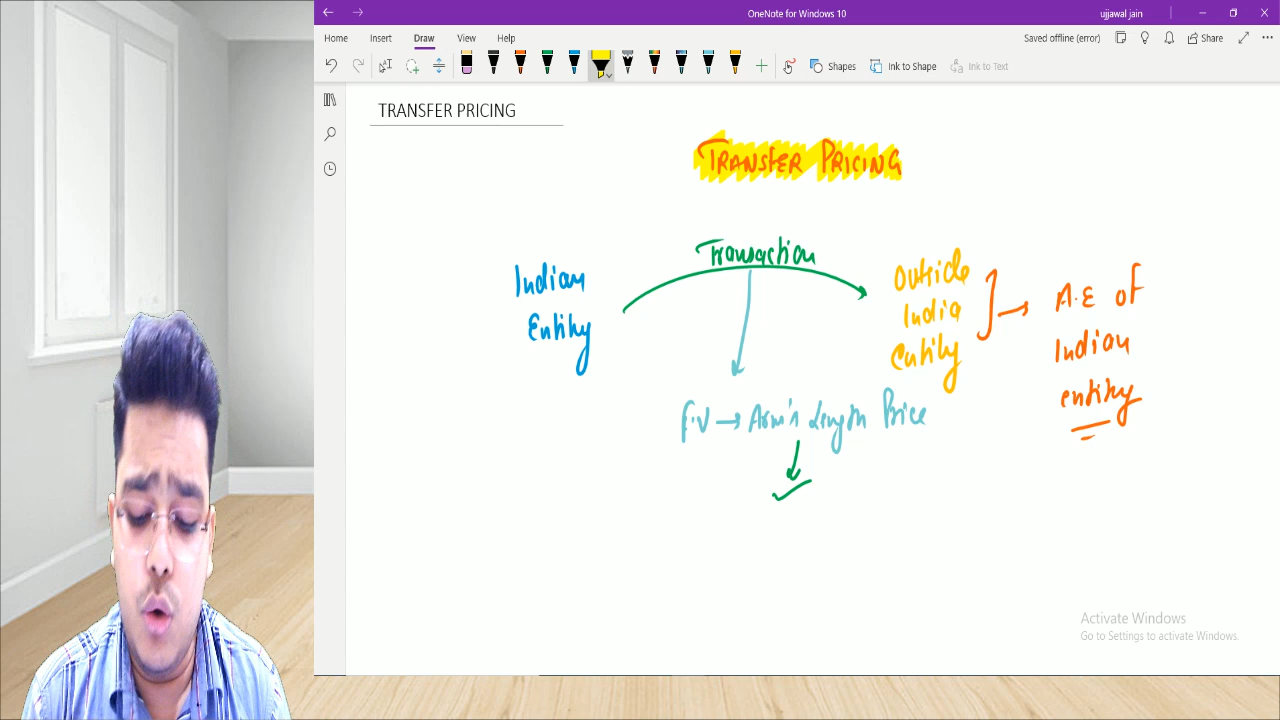 OneNote for Windows 10
ujjawal jain
Home Insert Draw View Help
Saved offline (error)
Share
Shapes
Ink to Shape
Ink to Text
TRANSFER PRICING
TRANSFER PRICING
Transaction
Indian
Entity
Outside
India
Entity
A.E of
Indian
entity
F.V → Arm's Length Price
Activate Windows
Go to Settings to activate Windows.